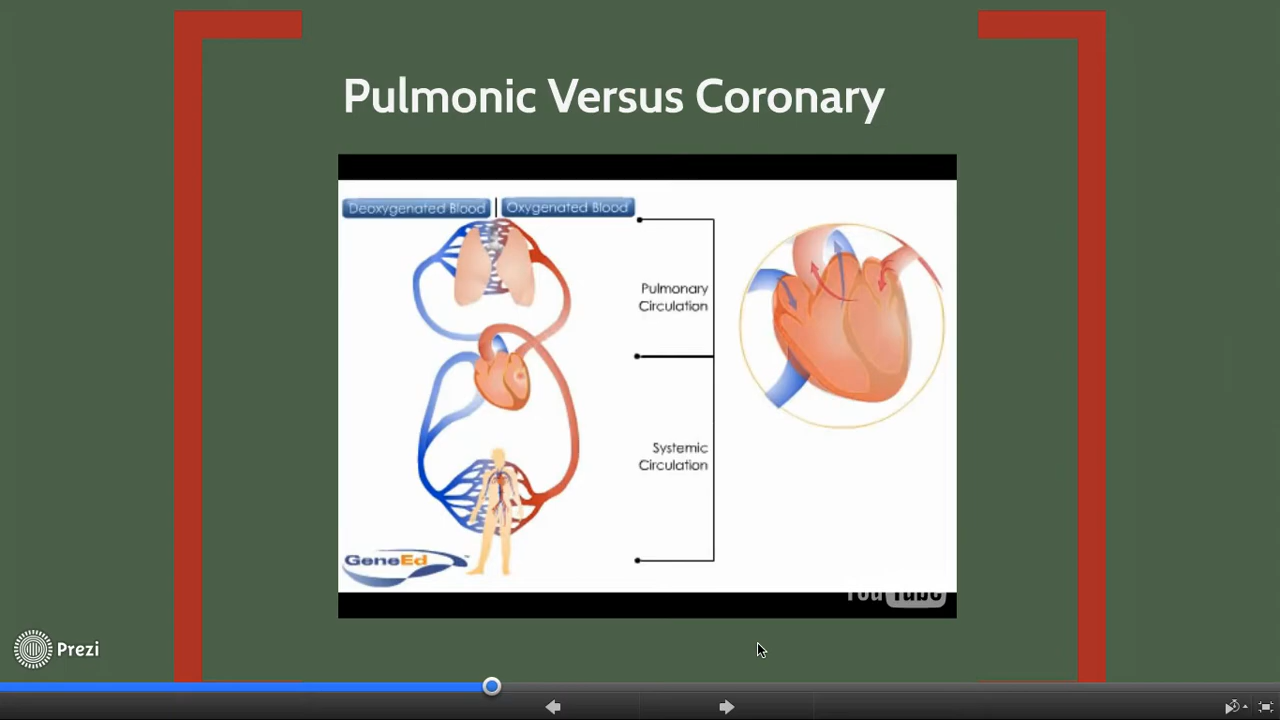 Pulmonic Versus Coronary
Deoxygenated Blood
Oxygenated Blood
Pulmonary
Circulation
Systemic
Circulation
GeneEd
YouTube
Prezi